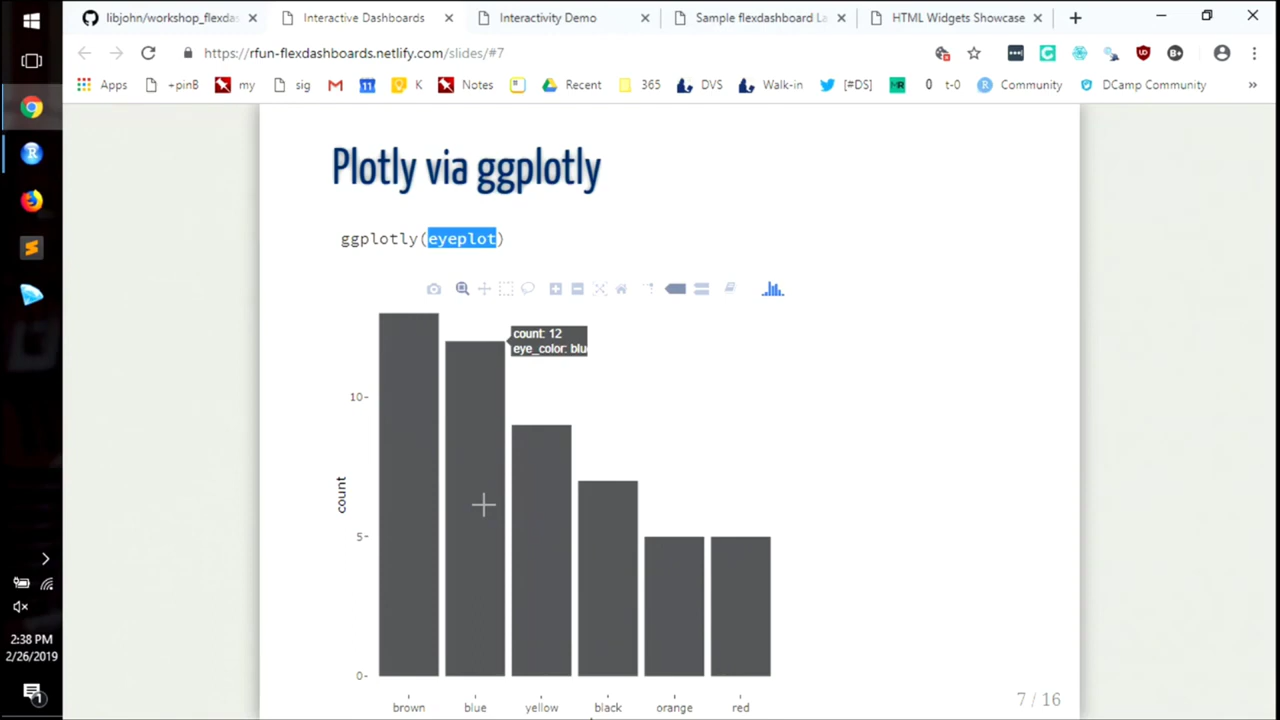 libjohn/workshop_flexdas
Interactive Dashboards
Interactivity Demo
Sample flexdashboard La
HTML Widgets Showcase
https://rfun-flexdashboards.netlify.com/slides/#7
Apps
+pinB
my
sig
K
Notes
Recent
365
DVS
Walk-in
[#DS]
t-0
Community
DCamp Community
Plotly via ggplotly
ggplotly(eyeplot)
count: 12
eye_color: blu
10-
count
5-
0-
brown blue yellow black orange red
7 / 16
2:38 PM
2/26/2019